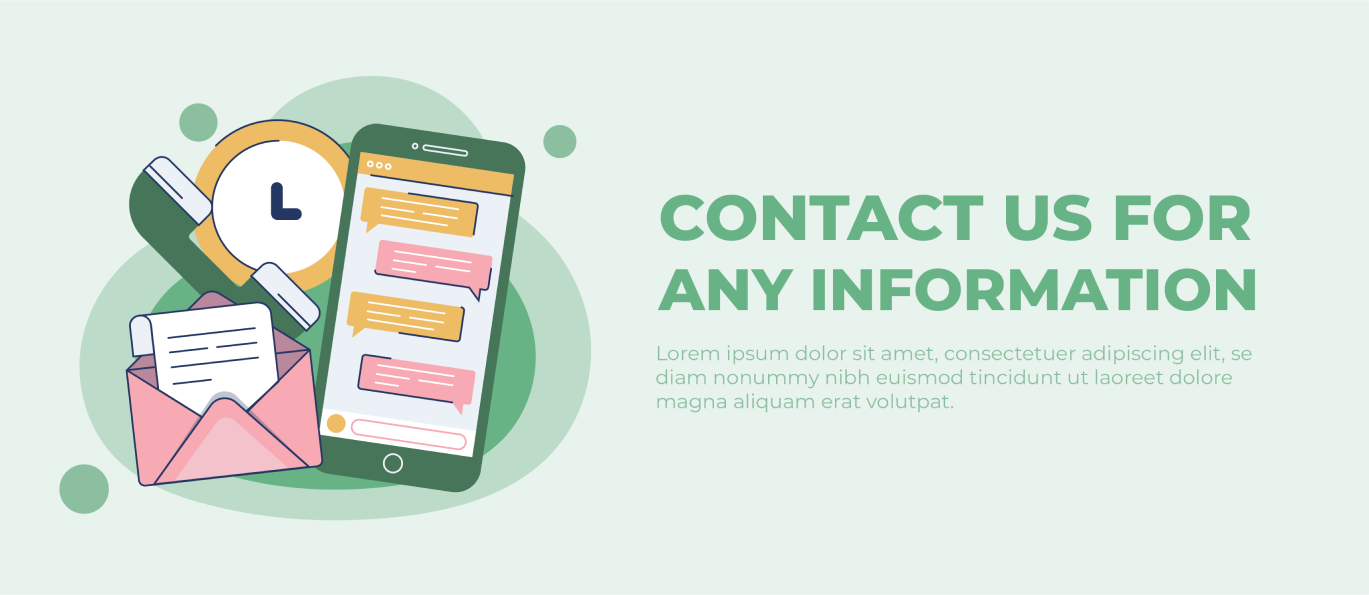 CONTACT US FOR
ANY INFORMATION
Lorem ipsum dolor sit amet, consectetuer adipiscing elit, se
diam nonummy nibh euismod tincidunt ut laoreet dolore
magna aliquam erat volutpat.